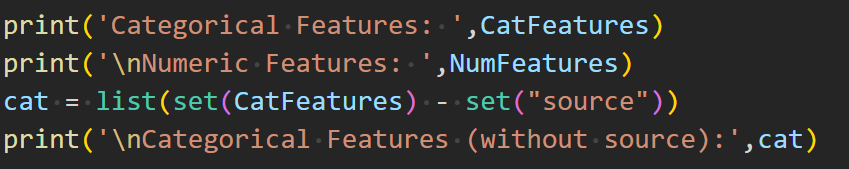 print('Categorical Features: ',CatFeatures)
print('\nNumeric Features: ',NumFeatures)
cat = list(set(CatFeatures) - set("source"))
print('\nCategorical Features (without source):',cat)